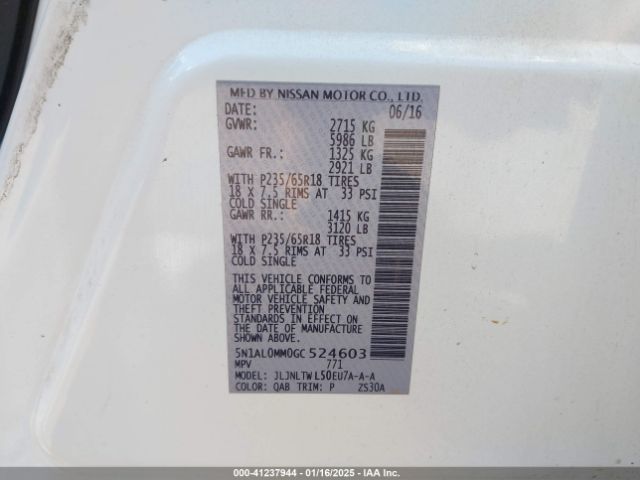 MFD BY NISSAN MOTOR CO., LTD.
DATE: 06/16
GVWR: 2715 KG
5986 LB
GAWR FR.: 1325 KG
2921 LB
WITH P235/65R18 TIRES
18 X 7.5 RIMS AT 33 PSI
COLD SINGLE
GAWR RR.: 1415 KG
3120 LB
WITH P235/65R18 TIRES
18 X 7.5 RIMS AT 33 PSI
COLD SINGLE
THIS VEHICLE CONFORMS TO
ALL APPLICABLE FEDERAL
MOTOR VEHICLE SAFETY AND
THEFT PREVENTION
STANDARDS IN EFFECT ON
THE DATE OF MANUFACTURE
SHOWN ABOVE.
5N1AL0MM0GC 524603
MPV 771
MODEL: JLJNLTW L50EU7A-A-A
COLOR: QAB TRIM: P ZS30A
000-41237944 | 01/16/2025 | IAA Inc.